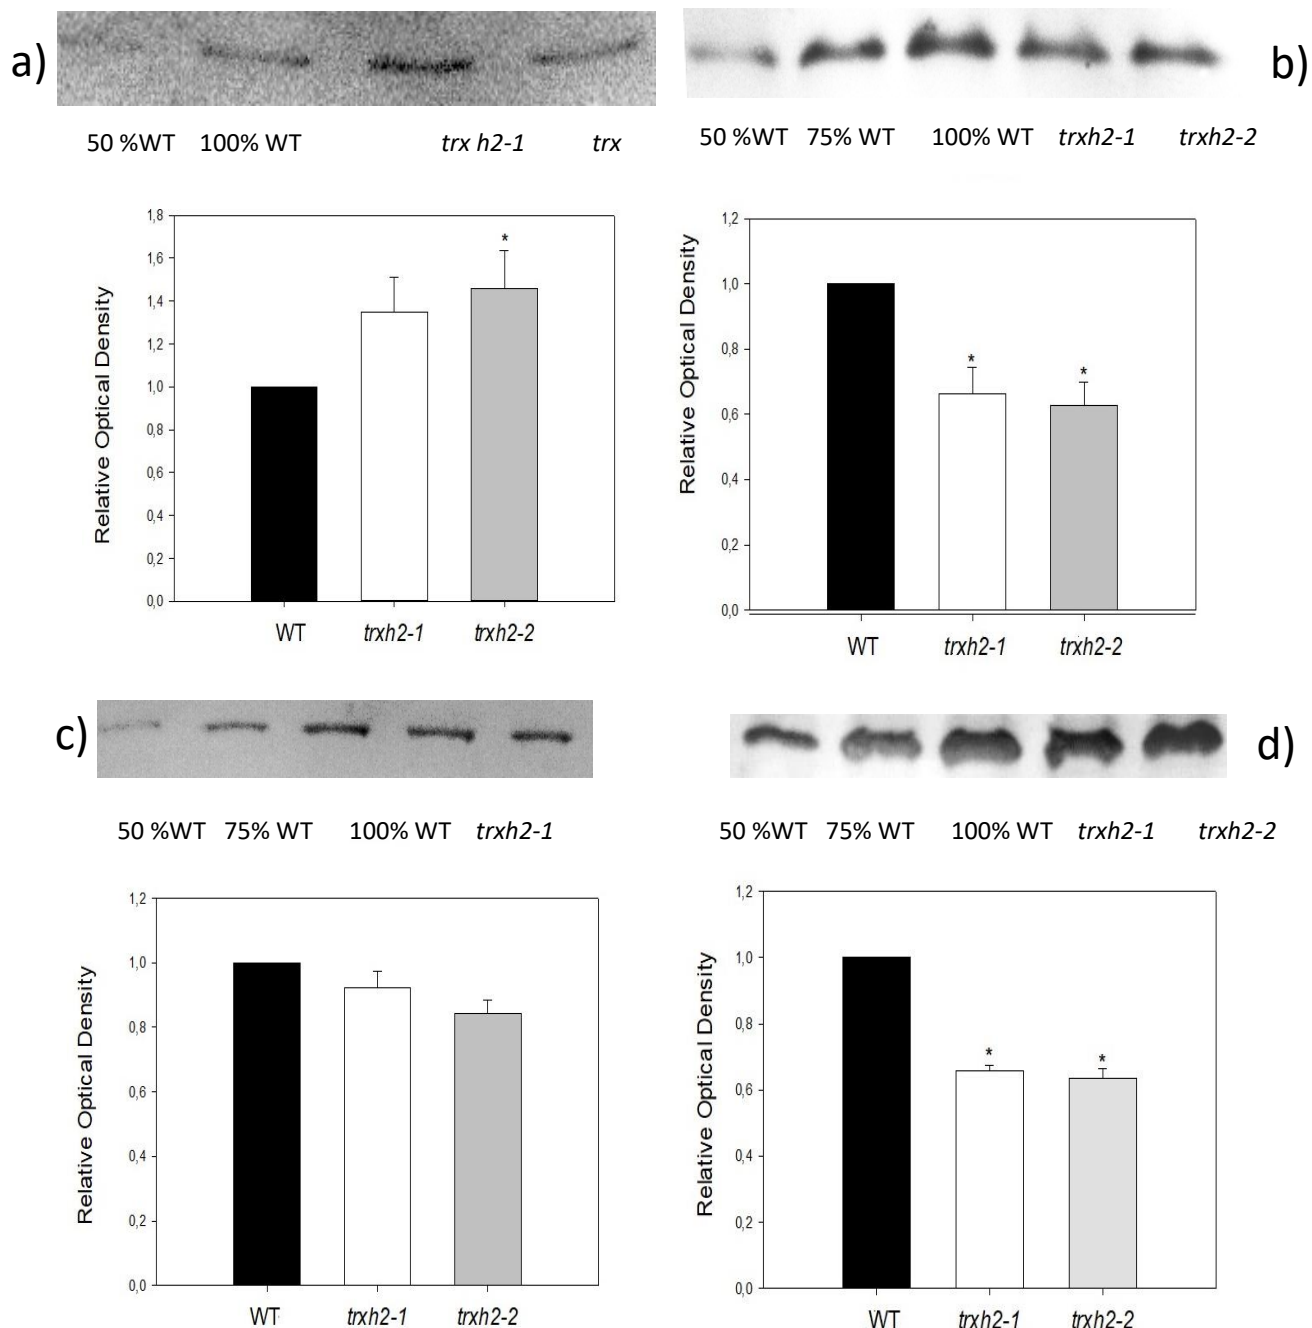 a)
50 %WT 100% WT trx h2-1 trx
*
1,8
1,6
1,4
1,2
1,0
0,8
0,6
0,4
0,2
0,0
Relative Optical Density
WT trxh2-1 trxh2-2
b)
50 %WT 75% WT 100% WT trxh2-1 trxh2-2
* *
1,2
1,0
0,8
0,6
0,4
0,2
0,0
Relative Optical Density
WT trxh2-1 trxh2-2
c)
50 %WT 75% WT 100% WT trxh2-1
1,2
1,0
0,8
0,6
0,4
0,2
0,0
Relative Optical Density
WT trxh2-1 trxh2-2
d)
50 %WT 75% WT 100% WT trxh2-1 trxh2-2
* *
1,2
1,0
0,8
0,6
0,4
0,2
0,0
Relative Optical Density
WT trxh2-1 trxh2-2